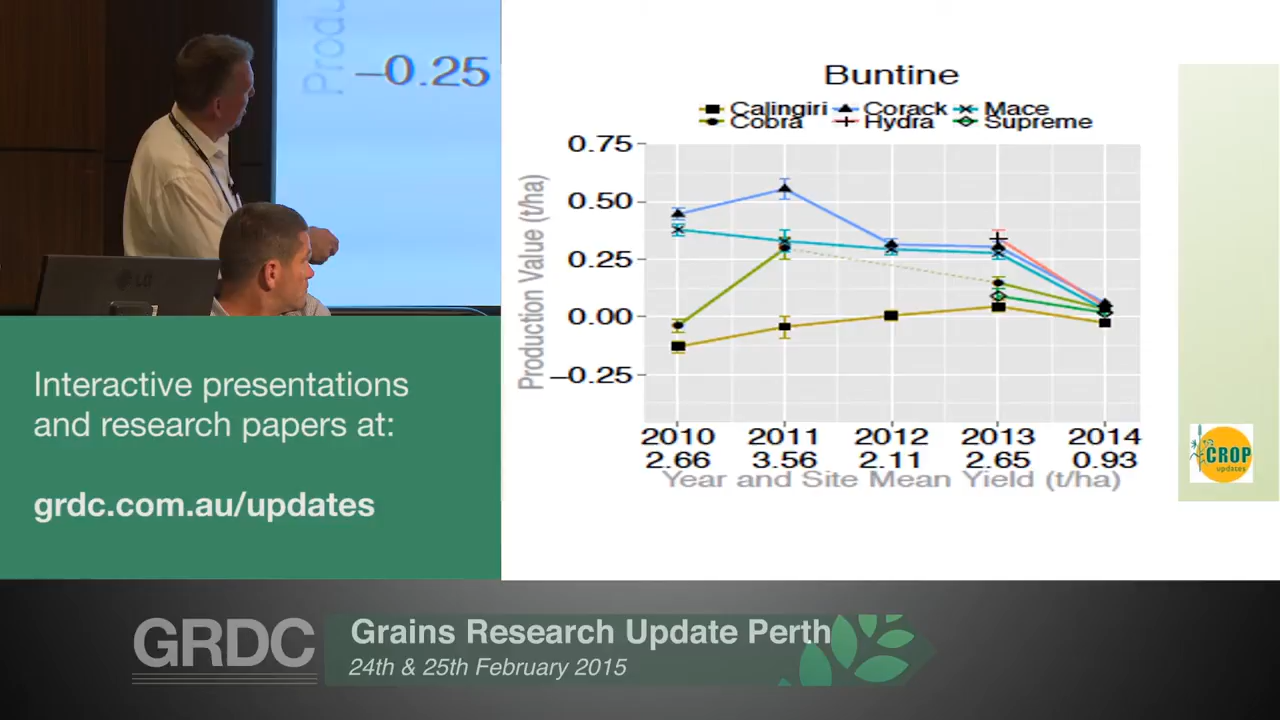 Produ
−0.25
LG
Interactive presentations
and research papers at:
grdc.com.au/updates
Buntine
Calingiri Corack Mace
Cobra Hydra Supreme
Production Value (t/ha)
0.75
0.50
0.25
0.00
−0.25
2010 2011 2012 2013 2014
2.66 3.56 2.11 2.65 0.93
Year and Site Mean Yield (t/ha)
CROP
updates
GRDC
Grains Research Update Perth
24th & 25th February 2015